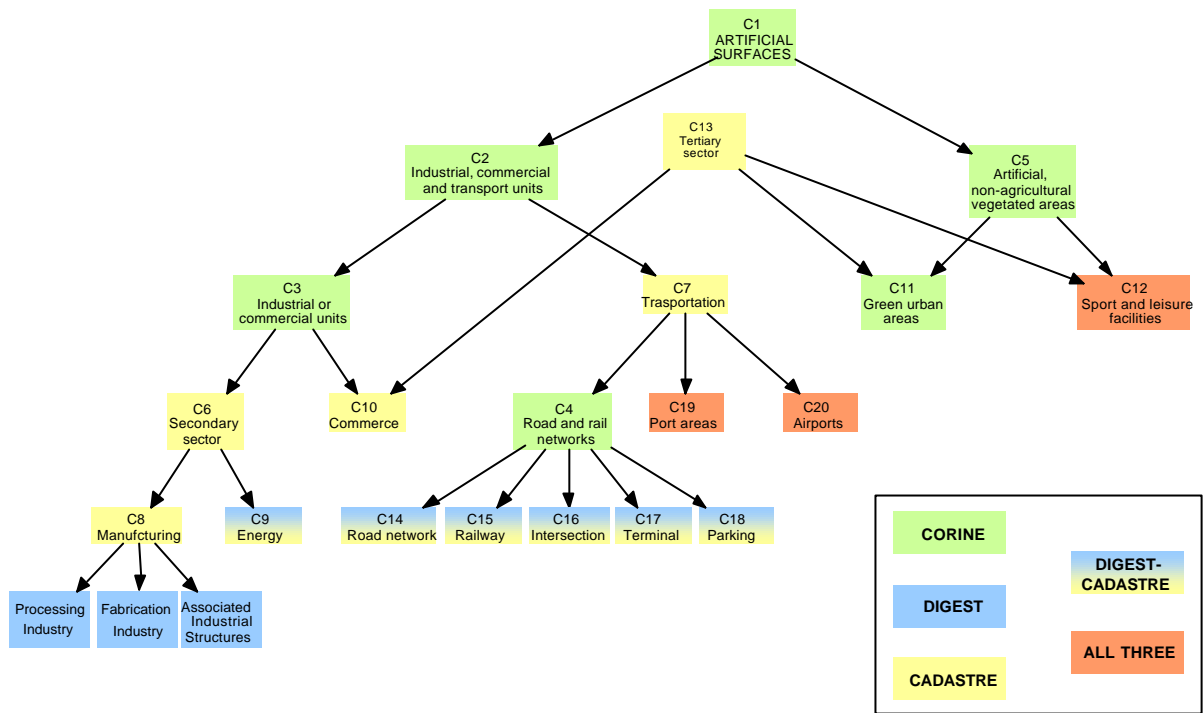 C1
ARTIFICIAL
SURFACES
C13
Tertiary
sector
C2
Industrial, commercial
and transport units
C5
Artificial,
non-agricultural
vegetated areas
C3
Industrial or
commercial units
C7
Trasportation
C11
Green urban
areas
C12
Sport and leisure
facilities
C6
Secondary
sector
C10
Commerce
C4
Road and rail
networks
C19
Port areas
C20
Airports
C8
Manufcturing
C9
Energy
C14
Road network
C15
Railway
C16
Intersection
C17
Terminal
C18
Parking
Processing
Industry
Fabrication
Industry
Associated
Industrial
Structures
CORINE
DIGEST
CADASTRE
DIGEST-
CADASTRE
ALL THREE